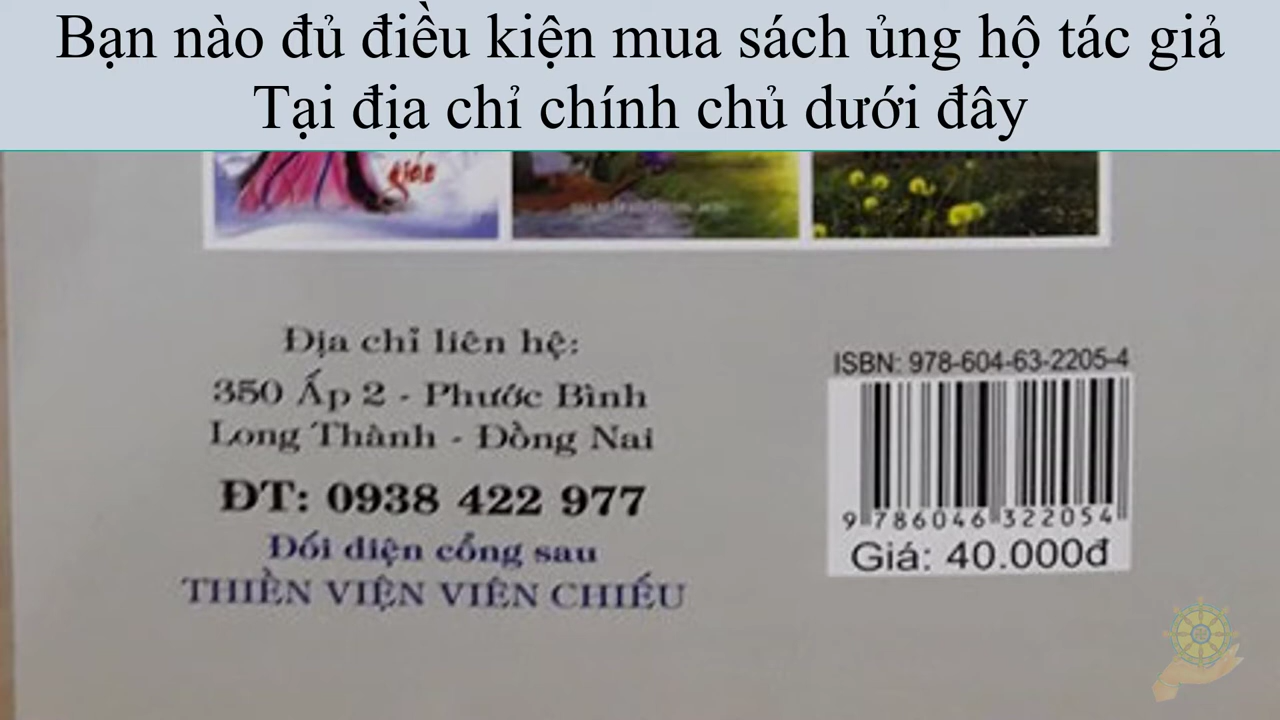 Bạn nào đủ điều kiện mua sách ủng hộ tác giả
Tại địa chỉ chính chủ dưới đây
giác
Địa chỉ liên hệ:
350 Ấp 2 - Phước Bình
Long Thành - Đồng Nai
ĐT: 0938 422 977
Đối diện cổng sau
THIỀN VIỆN VIÊN CHIẾU
ISBN: 978-604-63-2205-4
9 786046 322054
Giá: 40.000đ